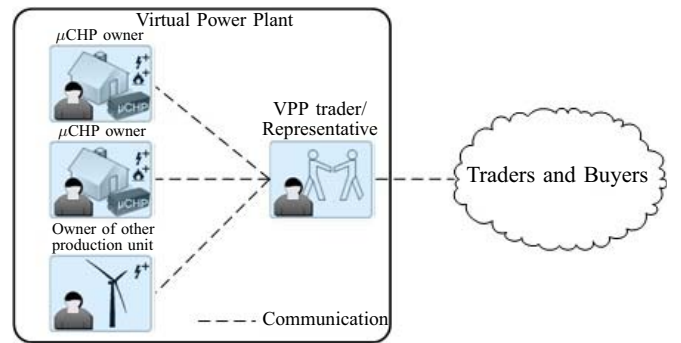 Virtual Power Plant
μCHP owner
μCHP
μCHP owner
μCHP
Owner of other
production unit
VPP trader/
Representative
Traders and Buyers
Communication